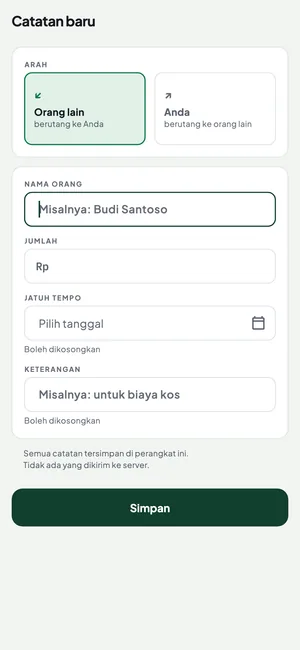 Catatan baru
ARAH
Orang lain
berutang ke Anda
Anda
berutang ke orang lain
NAMA ORANG
Misalnya: Budi Santoso
JUMLAH
Rp
JATUH TEMPO
Pilih tanggal
Boleh dikosongkan
KETERANGAN
Misalnya: untuk biaya kos
Boleh dikosongkan
Semua catatan tersimpan di perangkat ini.
Tidak ada yang dikirim ke server.
Simpan